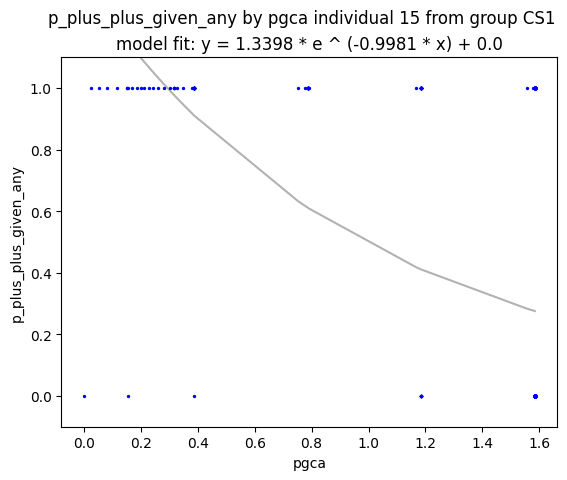 p_plus_plus_given_any by pgca individual 15 from group CS1
model fit: y = 1.3398 * e ^ (-0.9981 * x) + 0.0
1.0
0.8
0.6
0.4
0.2
0.0
p_plus_plus_given_any
0.0 0.2 0.4 0.6 0.8 1.0 1.2 1.4 1.6
pgca